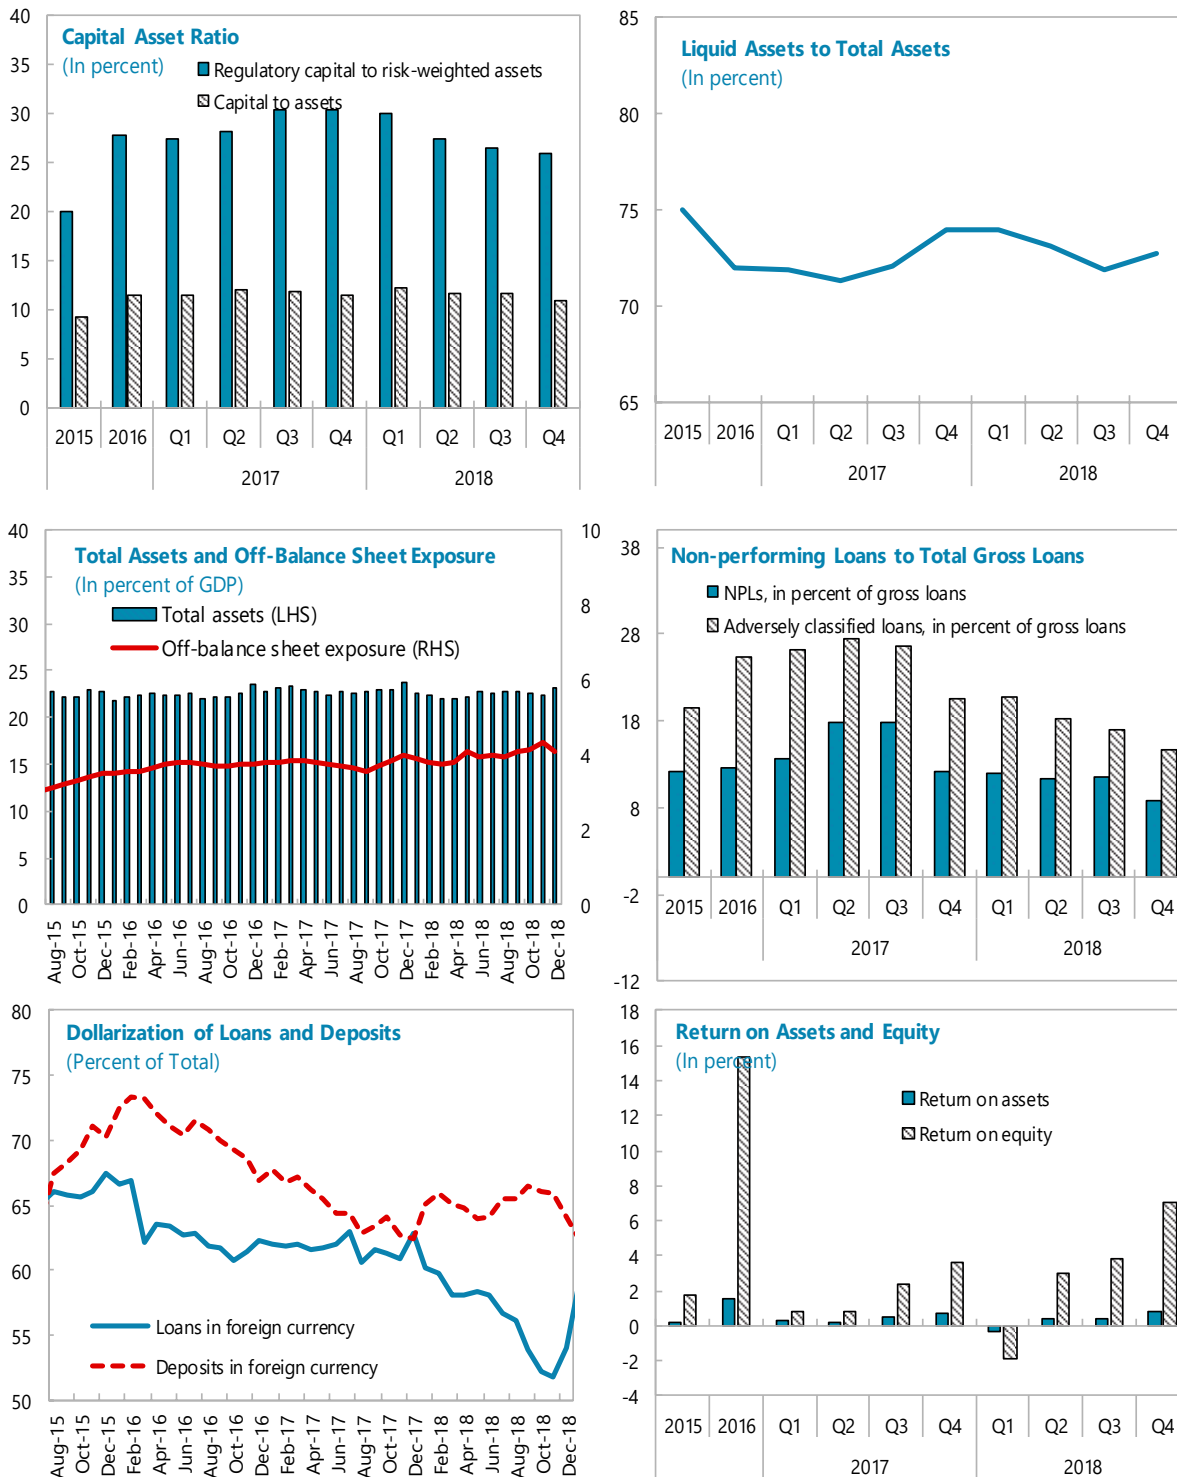 Capital Asset Ratio
(In percent)
Regulatory capital to risk-weighted assets
Capital to assets
40
35
30
25
20
15
10
5
0
2015 2016 Q1 Q2 Q3 Q4 Q1 Q2 Q3 Q4
2017 2018
Liquid Assets to Total Assets
(In percent)
85
80
75
70
65
2015 2016 Q1 Q2 Q3 Q4 Q1 Q2 Q3 Q4
2017 2018
Total Assets and Off-Balance Sheet Exposure
(In percent of GDP)
Total assets (LHS)
Off-balance sheet exposure (RHS)
40
35
30
25
20
15
10
5
0
10
8
6
4
2
0
Aug-15
Oct-15
Dec-15
Feb-16
Apr-16
Jun-16
Aug-16
Oct-16
Dec-16
Feb-17
Apr-17
Jun-17
Aug-17
Oct-17
Dec-17
Feb-18
Apr-18
Jun-18
Aug-18
Oct-18
Dec-18
Non-performing Loans to Total Gross Loans
NPLs, in percent of gross loans
Adversely classified loans, in percent of gross loans
38
28
18
8
-2
-12
2015 2016 Q1 Q2 Q3 Q4 Q1 Q2 Q3 Q4
2017 2018
Dollarization of Loans and Deposits
(Percent of Total)
80
75
70
65
60
55
50
Loans in foreign currency
Deposits in foreign currency
Aug-15
Oct-15
Dec-15
Feb-16
Apr-16
Jun-16
Aug-16
Oct-16
Dec-16
Feb-17
Apr-17
Jun-17
Aug-17
Oct-17
Dec-17
Feb-18
Apr-18
Jun-18
Aug-18
Oct-18
Dec-18
Return on Assets and Equity
(In percent)
Return on assets
Return on equity
18
16
14
12
10
8
6
4
2
0
-2
-4
2015 2016 Q1 Q2 Q3 Q4 Q1 Q2 Q3 Q4
2017 2018